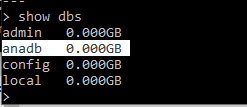 ---
> show dbs
admin   0.000GB
anadb   0.000GB
config  0.000GB
local   0.000GB
>